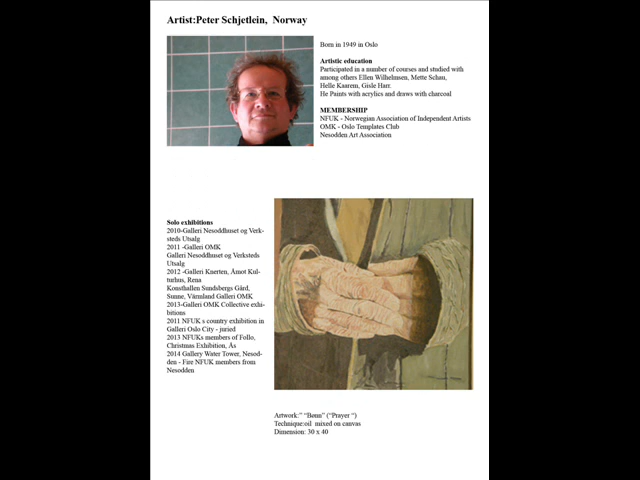 Artist:Peter Schjetlein, Norway
Born in 1949 in Oslo
Artistic education
Participated in a number of courses and studied with
among others Ellen Wilhelmsen, Mette Schau,
Helle Kaarem, Gisle Harr.
He Paints with acrylics and draws with charcoal
MEMBERSHIP
NFUK - Norwegian Association of Independent Artists
OMK - Oslo Templates Club
Nesodden Art Association
Solo exhibitions
2010-Galleri Nesoddhuset og Verk-
steds Utsalg
2011 -Galleri OMK
Galleri Nesoddhuset og Verksteds
Utsalg
2012 -Galleri Knerten, Åmot Kul-
turhus, Rena
Konsthallen Sundsbergs Gård,
Sunne, Värmland Galleri OMK
2013-Galleri OMK Collective exhi-
bitions
2011 NFUK s country exhibition in
Galleri Oslo City - juried
2013 NFUKs members of Follo,
Christmas Exhibition, Ås
2014 Gallery Water Tower, Nesod-
den - Fire NFUK members from
Nesodden
Artwork:” “Bønn” (“Prayer “)
Technique:oil  mixed on canvas
Dimension: 30 x 40